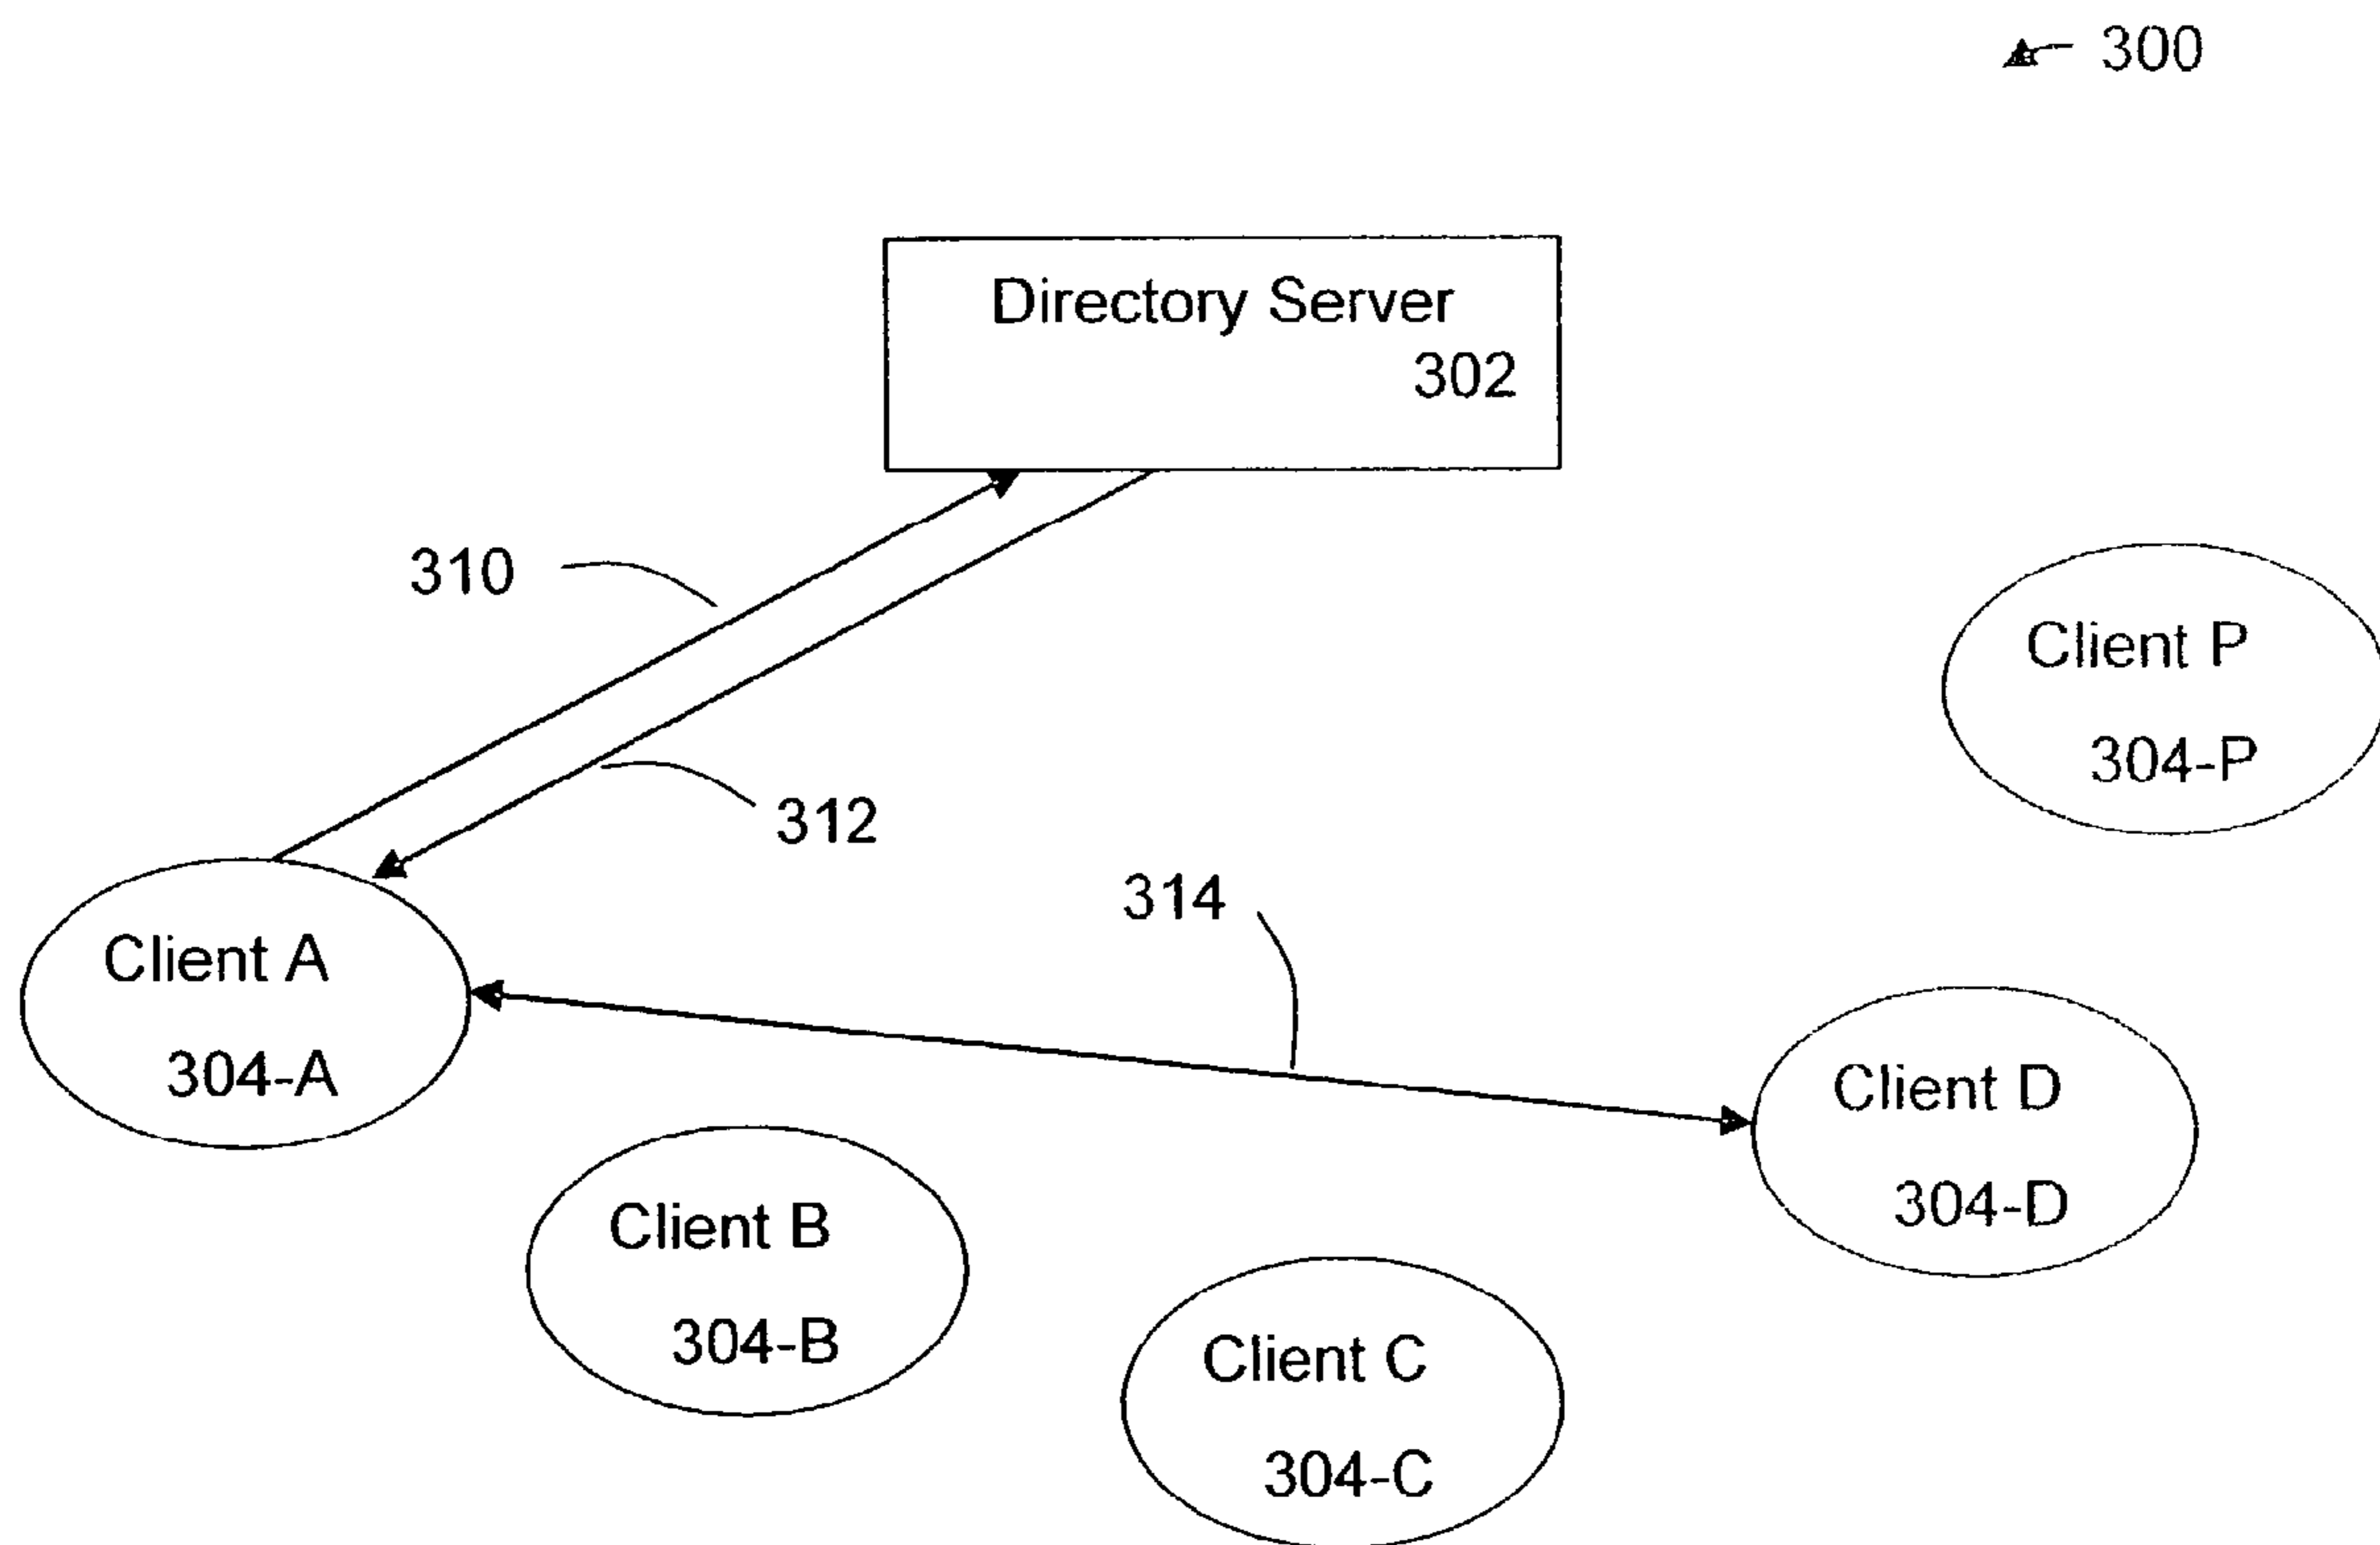 300
Directory Server
302
310
Client P
304-P
312
314
Client A
304-A
Client D
304-D
Client B
304-B
Client C
304-C